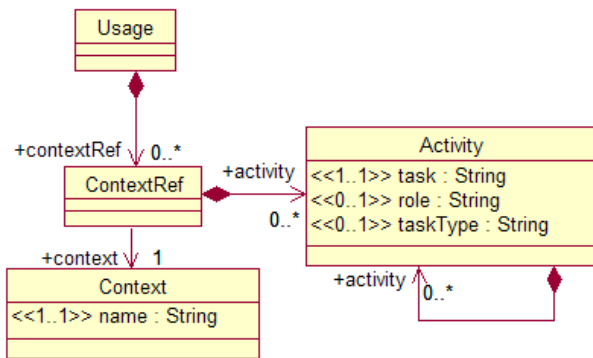 Usage
+contextRef 0..*
ContextRef
+activity
0..*
Activity
<<1..1>> task : String
<<0..1>> role : String
<<0..1>> taskType : String
+context 1
Context
<<1..1>> name : String
+activity
0..*